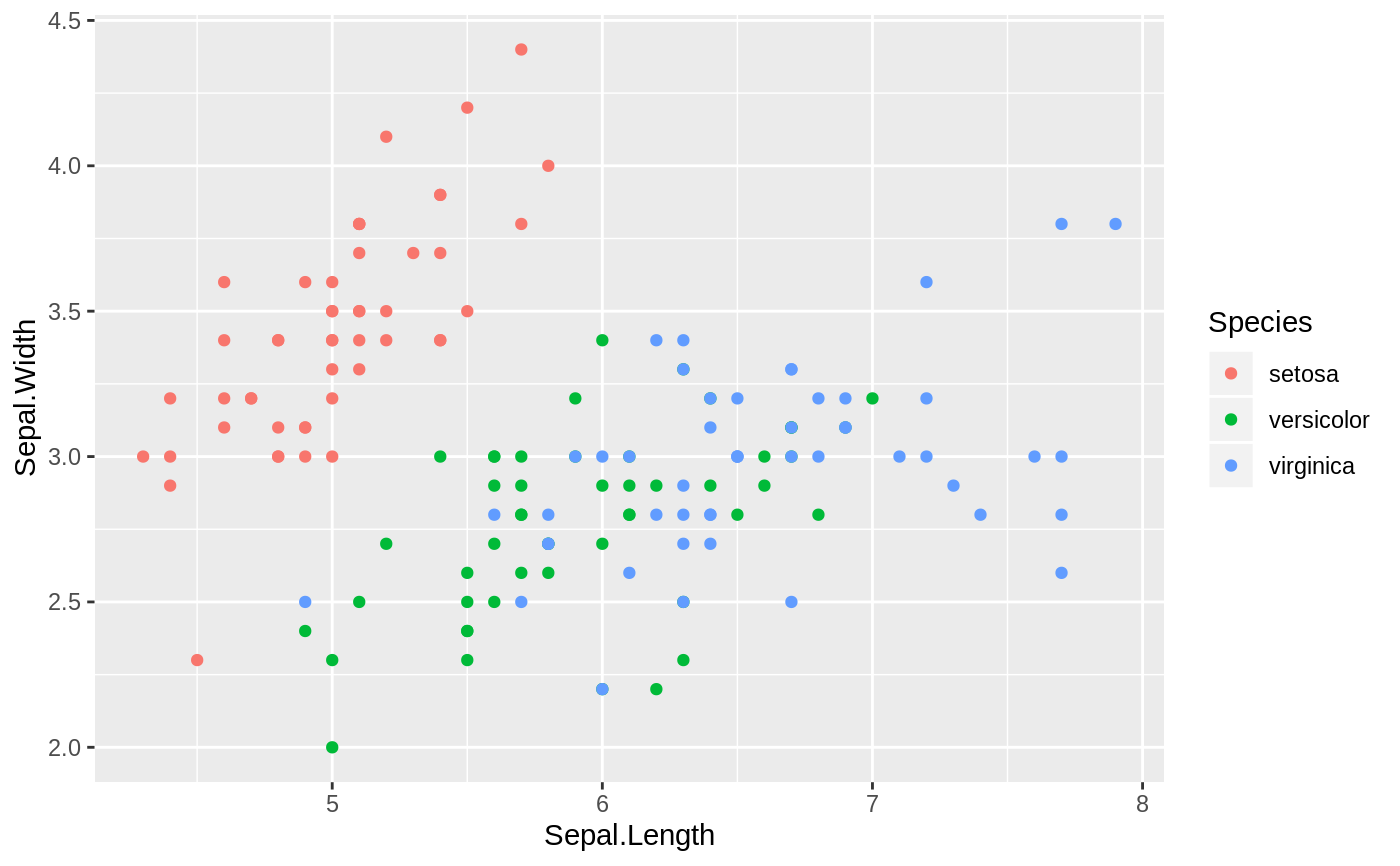 4.5
4.0
3.5
3.0
2.5
2.0
Sepal.Width
5 6 7 8
Sepal.Length
Species
setosa
versicolor
virginica